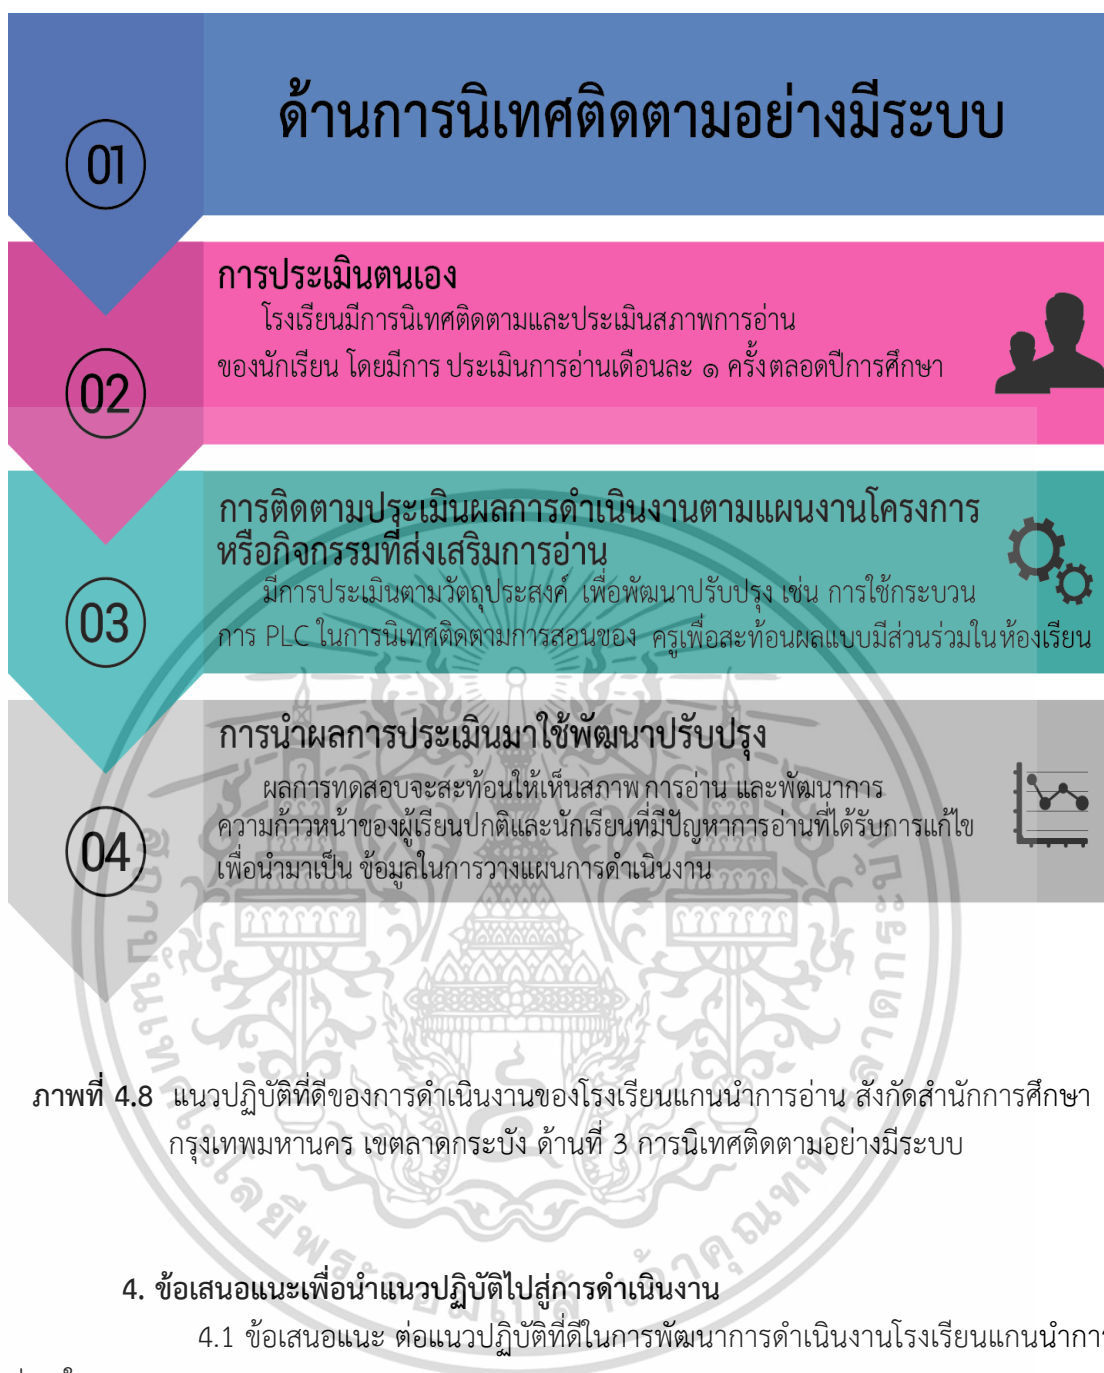 01
ด้านการนิเทศติดตามอย่างมีระบบ
02
การประเมินตนเอง
โรงเรียนมีการนิเทศติดตามและประเมินสภาพการอ่าน
ของนักเรียน โดยมีการ ประเมินการอ่านเดือนละ ๑ ครั้งตลอดปีการศึกษา
03
การติดตามประเมินผลการดำเนินงานตามแผนงานโครงการ
หรือกิจกรรมที่ส่งเสริมการอ่าน
มีการประเมินตามวัตถุประสงค์ เพื่อพัฒนาปรับปรุง เช่น การใช้กระบวน
การ PLC ในการนิเทศติดตามการสอนของ ครูเพื่อสะท้อนผลแบบมีส่วนร่วมในห้องเรียน
04
การนำผลการประเมินมาใช้พัฒนาปรับปรุง
ผลการทดสอบจะสะท้อนให้เห็นสภาพ การอ่าน และพัฒนาการ
ความก้าวหน้าของผู้เรียนปกติและนักเรียนที่มีปัญหาการอ่านที่ได้รับการแก้ไข
เพื่อนำมาเป็น ข้อมูลในการวางแผนการดำเนินงาน
ภาพที่ 4.8 แนวปฏิบัติที่ดีของการดำเนินงานของโรงเรียนแกนนำการอ่าน สังกัดสำนักการศึกษา
กรุงเทพมหานคร เขตลาดกระบัง ด้านที่ 3 การนิเทศติดตามอย่างมีระบบ
4. ข้อเสนอแนะเพื่อนำแนวปฏิบัติไปสู่การดำเนินงาน
4.1 ข้อเสนอแนะ ต่อแนวปฏิบัติที่ดีในการพัฒนาการดำเนินงานโรงเรียนแกนนำการ